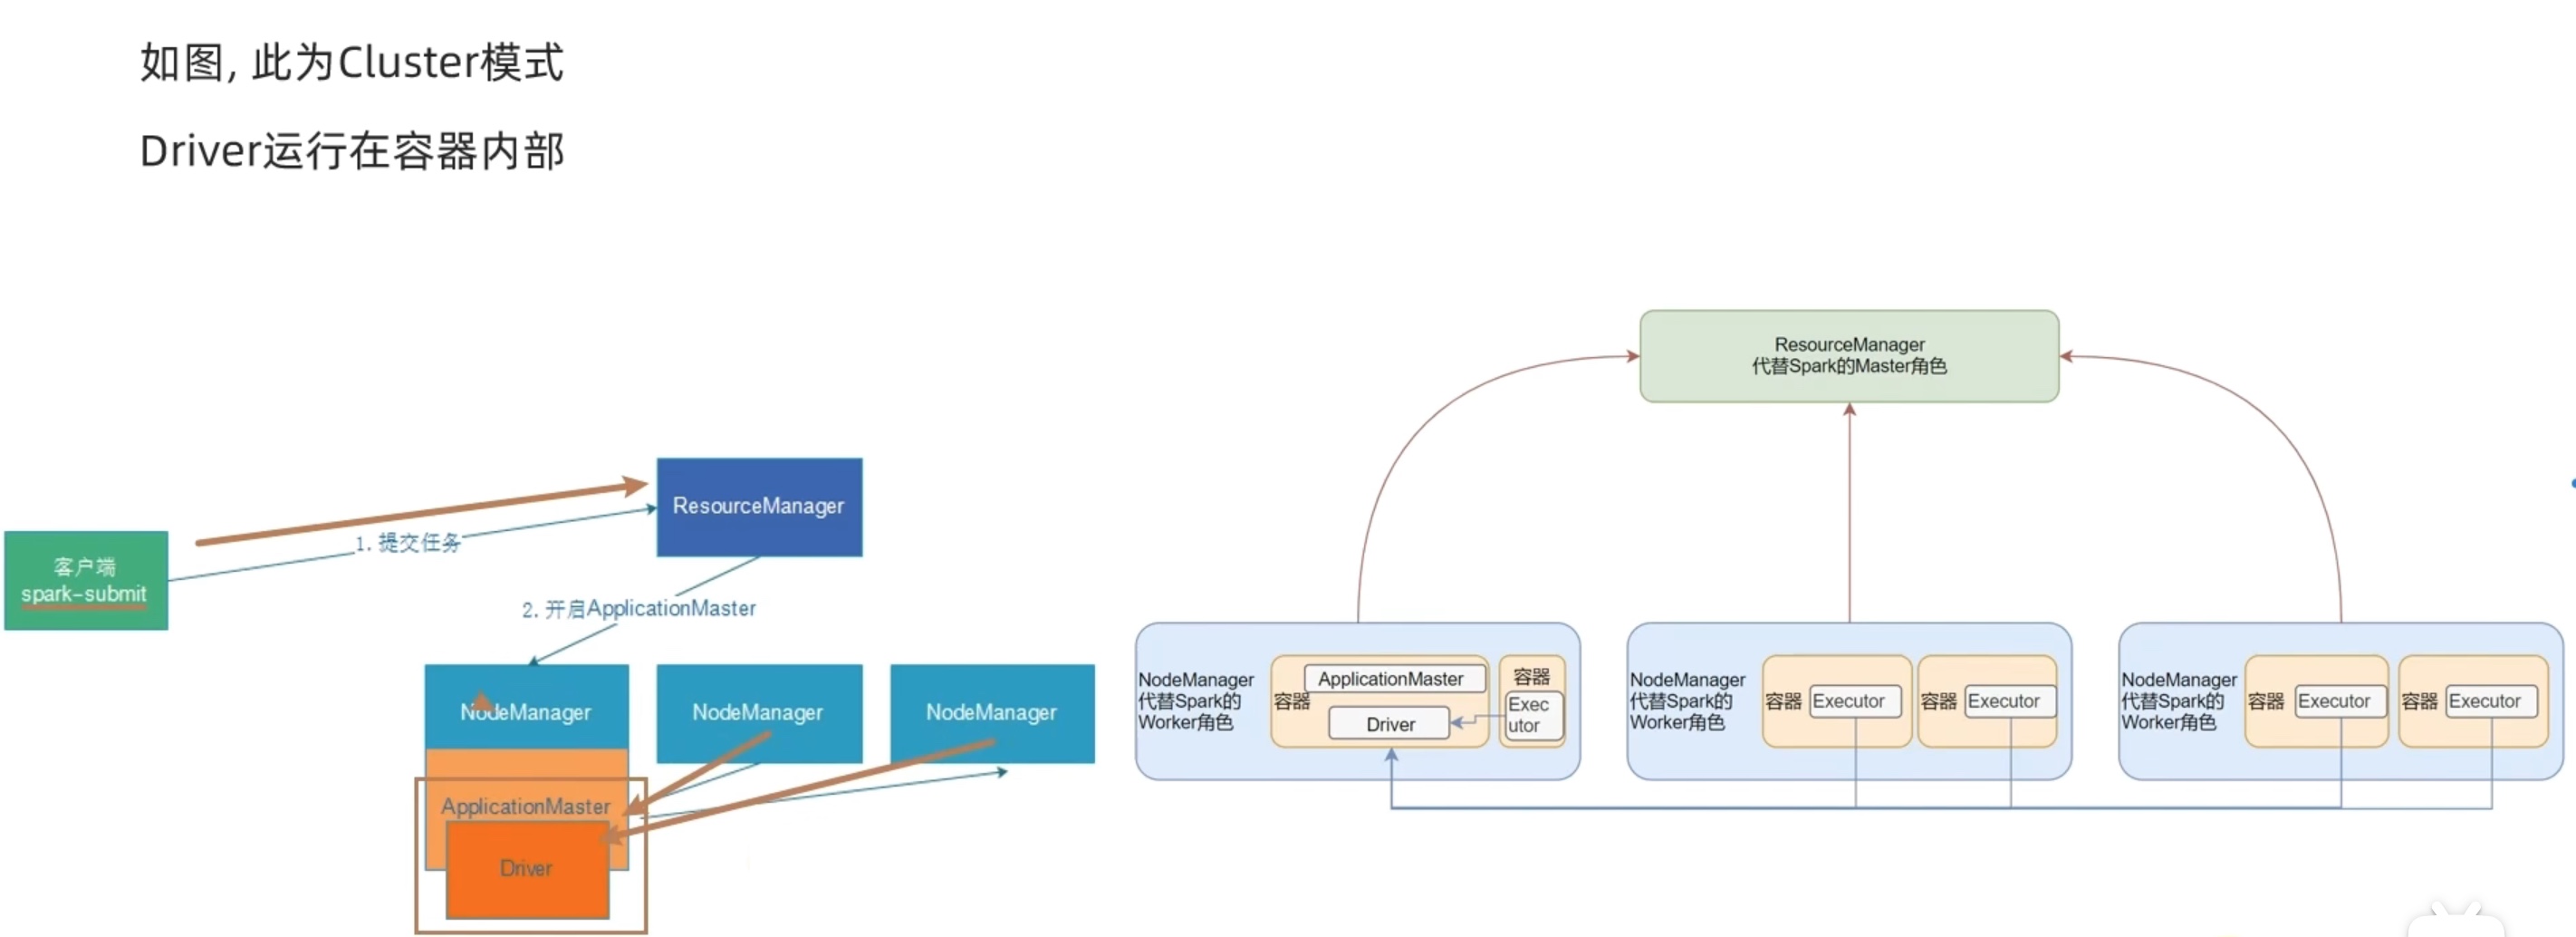 如图, 此为Cluster模式
Driver运行在容器内部
ResourceManager
客户端
spark-submit
1. 提交任务
2. 开启ApplicationMaster
NodeManager
NodeManager
NodeManager
ApplicationMaster
Driver
ResourceManager
代替Spark的Master角色
NodeManager
代替Spark的
Worker角色
容器
ApplicationMaster
Driver
容器
Exec
utor
NodeManager
代替Spark的
Worker角色
容器
Executor
容器
Executor
NodeManager
代替Spark的
Worker角色
容器
Executor
容器
Executor